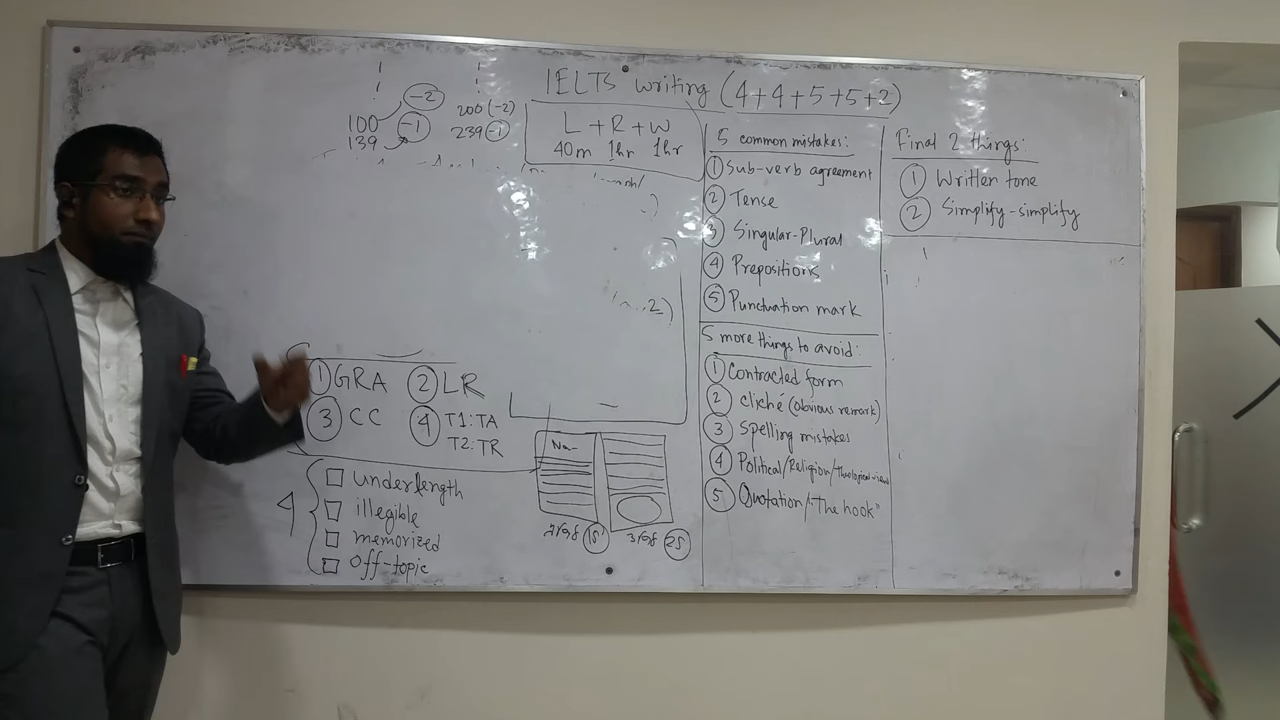 IELTS writing (4+4+5+5+2)
-2
100
-1
139
200 (-2)
239 -1
L + R + W
40m 1hr 1hr
5 common mistakes:
① Sub-verb agreement
② Tense
③ Singular-Plural
④ Prepositions
⑤ Punctuation mark
5 more things to avoid:
① Contracted form
② cliché (obvious remark)
③ Spelling mistakes
④ Political/Religion/Theological-views
⑤ Quotation/"The hook"
Final 2 things:
① Written tone
② Simplify-simplify
① GRA ② LR
③ CC ④ T1: TA
T2: TR
4
underlength
illegible
memorized
off-topic